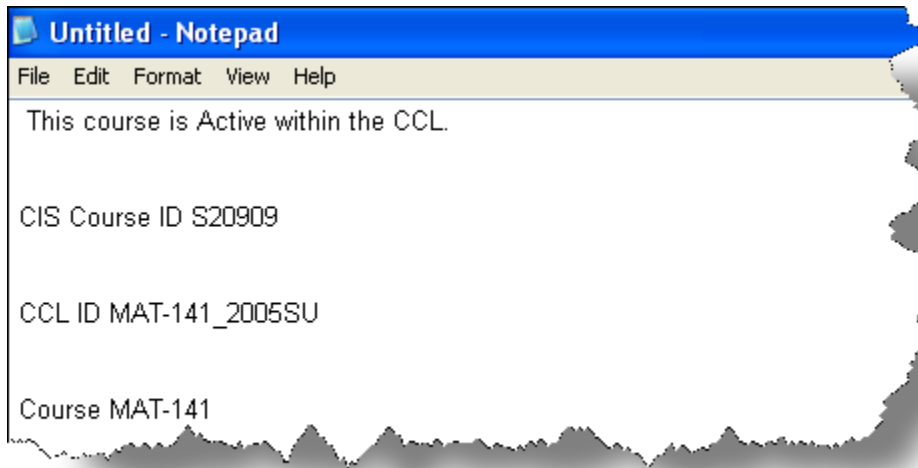 Untitled - Notepad
File Edit Format View Help
This course is Active within the CCL.
CIS Course ID S20909
CCL ID MAT-141_2005SU
Course MAT-141